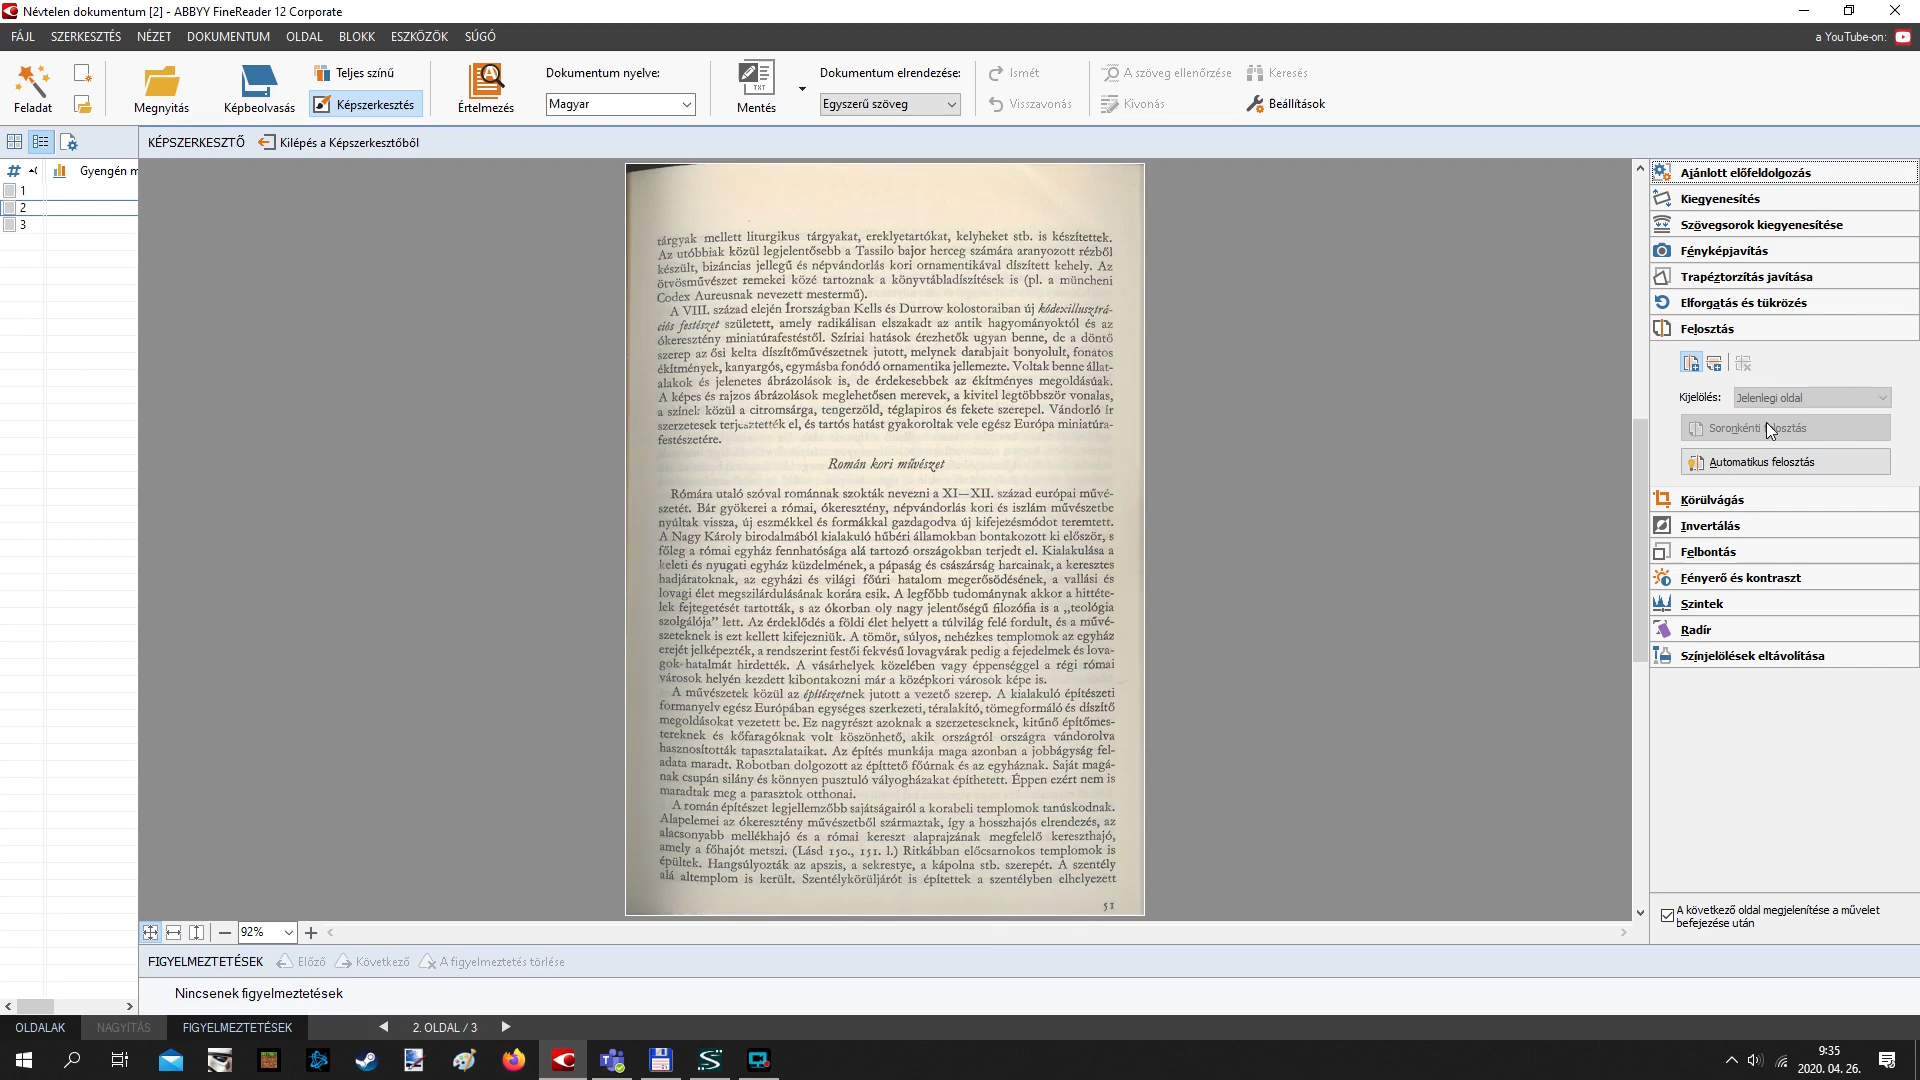 Névtelen dokumentum [2] - ABBYY FineReader 12 Corporate
FÁJL SZERKESZTÉS NÉZET DOKUMENTUM OLDAL BLOKK ESZKÖZÖK SÚGÓ a YouTube-on:
Feladat
Megnyitás
Képbeolvasás
Teljes színű
Képszerkesztés
Értelmezés
Dokumentum nyelve:
Magyar
TXT
Mentés
Dokumentum elrendezése:
Egyszerű szöveg
Ismét
Visszavonás
A szöveg ellenőrzése
Kivonás
Keresés
Beállítások
KÉPSZERKESZTŐ Kilépés a Képszerkesztőből
# Gyengén m
1
2
3
tárgyak mellett liturgikus tárgyakat, ereklyetartókat, kelyheket stb. is készítettek.
Az utóbbiak közül legjelentősebb a Tassilo bajor herceg számára aranyozott rézből
készült, bizáncias jellegű és népvándorlás kori ornamentikával díszített kehely. Az
ötvösművészet remekei közé tartoznak a könyvtábladíszítések is (pl. a müncheni
Codex Aureusnak nevezett mestermű).
A VIII. század elején Írországban Kells és Durrow kolostoraiban új kódexillusztrá-
ciós festészet született, amely radikálisan elszakadt az antik hagyományoktól és az
ókeresztény miniatúrafestéstől. Szíriai hatások érezhetők ugyan benne, de a döntő
szerep az ősi kelta díszítőművészetnek jutott, melynek darabjait bonyolult, fonatos
ékítmények, kanyargós, egymásba fonódó ornamentika jellemezte. Voltak benne állat-
alakok és jelenetes ábrázolások is, de érdekesebbek az ékítményes megoldásúak.
A képes és rajzos ábrázolások meglehetősen merevek, a kivitel legtöbbször vonalas,
a színek közül a citromsárga, tengerzöld, téglapiros és fekete szerepel. Vándorló ír
szerzetesek terjesztették el, és tartós hatást gyakoroltak vele egész Európa miniatúra-
festészetére.
Román kori művészet
Rómára utaló szóval románnak szokták nevezni a XI—XII. század európai művé-
szetét. Bár gyökerei a római, ókeresztény, népvándorlás kori és iszlám művészetbe
nyúltak vissza, új eszmékkel és formákkal gazdagodva új kifejezésmódot teremtett.
A Nagy Károly birodalmából kialakuló hűbéri államokban bontakozott ki először, s
főleg a római egyház fennhatósága alá tartozó országokban terjedt el. Kialakulása a
keleti és nyugati egyház küzdelmének, a pápaság és császárság harcainak, a keresztes
hadjáratoknak, az egyházi és világi főúri hatalom megerősödésének, a vallási és
lovagi élet megszilárdulásának korára esik. A legfőbb tudománynak akkor a hittéte-
lek fejtegetését tartották, s az ókorban oly nagy jelentőségű filozófia is a „teológia
szolgálója” lett. Az érdeklődés a földi élet helyett a túlvilág felé fordult, és a művé-
szeteknek is ezt kellett kifejezniük. A tömör, súlyos, nehézkes templomok az egyház
erejét jelképezték, a rendszerint festői fekvésű lovagvárak pedig a fejedelmek és lova-
gok hatalmát hirdették. A vásárhelyek közelében vagy éppenséggel a régi római
városok helyén kezdett kibontakozni már a középkori városok képe is.
A művészetek közül az építészetnek jutott a vezető szerep. A kialakuló építészeti
formanyelv egész Európában egységes szerkezeti, téralakító, tömegformáló és díszítő
megoldásokat vezetett be. Ez nagyrészt azoknak a szerzeteseknek, kitűnő építőmes-
tereknek és kőfaragóknak volt köszönhető, akik országról országra vándorolva
hasznosították tapasztalataikat. Az építés munkája maga azonban a jobbágyság fel-
adata maradt. Robotban dolgozott az építtető főúrnak és az egyháznak. Saját magá-
nak csupán silány és könnyen pusztuló vályogházakat építhetett. Éppen ezért nem is
maradtak meg a parasztok otthonai.
A román építészet legjellemzőbb sajátságairól a korabeli templomok tanúskodnak.
Alapelemei az ókeresztény művészetből származtak, így a hosszhajós elrendezés, az
alacsonyabb mellékhajó és a római kereszt alaprajzának megfelelő kereszthajó,
amely a főhajót metszi. (Lásd 150., 151. l.) Ritkábban előcsarnokos templomok is
épültek. Hangsúlyozták az apszis, a sekrestye, a kápolna stb. szerepét. A szentély
alá altemplom is került. Szentélykörüljárót is építettek a szentélyben elhelyezett
51
Ajánlott előfeldolgozás
Kiegyenesítés
Szövegsorok kiegyenesítése
Fényképjavítás
Trapéztorzítás javítása
Elforgatás és tükrözés
Felosztás
Kijelölés: Jelenlegi oldal
Soronkénti felosztás
Automatikus felosztás
Körülvágás
Invertálás
Felbontás
Fényerő és kontraszt
Szintek
Radír
Színjelölések eltávolítása
A következő oldal megjelenítése a művelet
befejezése után
92%
FIGYELMEZTETÉSEK Előző Következő A figyelmeztetés törlése
Nincsenek figyelmeztetések
OLDALAK NAGYÍTÁS FIGYELMEZTETÉSEK 2. OLDAL / 3
9:35
2020. 04. 26.